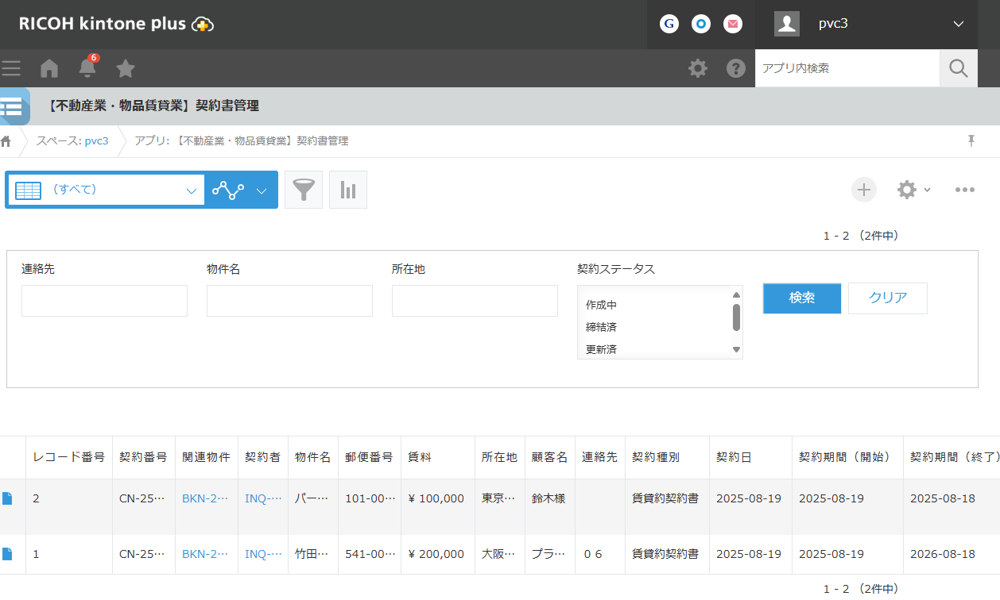 RICOH kintone plus
G
pvc3
6
?
アプリ内検索
【不動産業・物品賃貸業】契約書管理
スペース: pvc3
アプリ: 【不動産業・物品賃貸業】契約書管理
（すべて）
1 - 2 （2件中）
連絡先 物件名 所在地 契約ステータス
作成中
締結済
更新済
検索 クリア
レコード番号 契約番号 関連物件 契約者 物件名 郵便番号 賃料 所在地 顧客名 連絡先 契約種別 契約日 契約期間（開始） 契約期間（終了）
2 CN-25… BKN-2… INQ-… パー… 101-00… ¥ 100,000 東京… 鈴木様 賃貸約契約書 2025-08-19 2025-08-19 2025-08-18
1 CN-25… BKN-2… INQ-… 竹田… 541-00… ¥ 200,000 大阪… プラ… ０６ 賃貸約契約書 2025-08-19 2025-08-19 2026-08-18
1 - 2 （2件中）